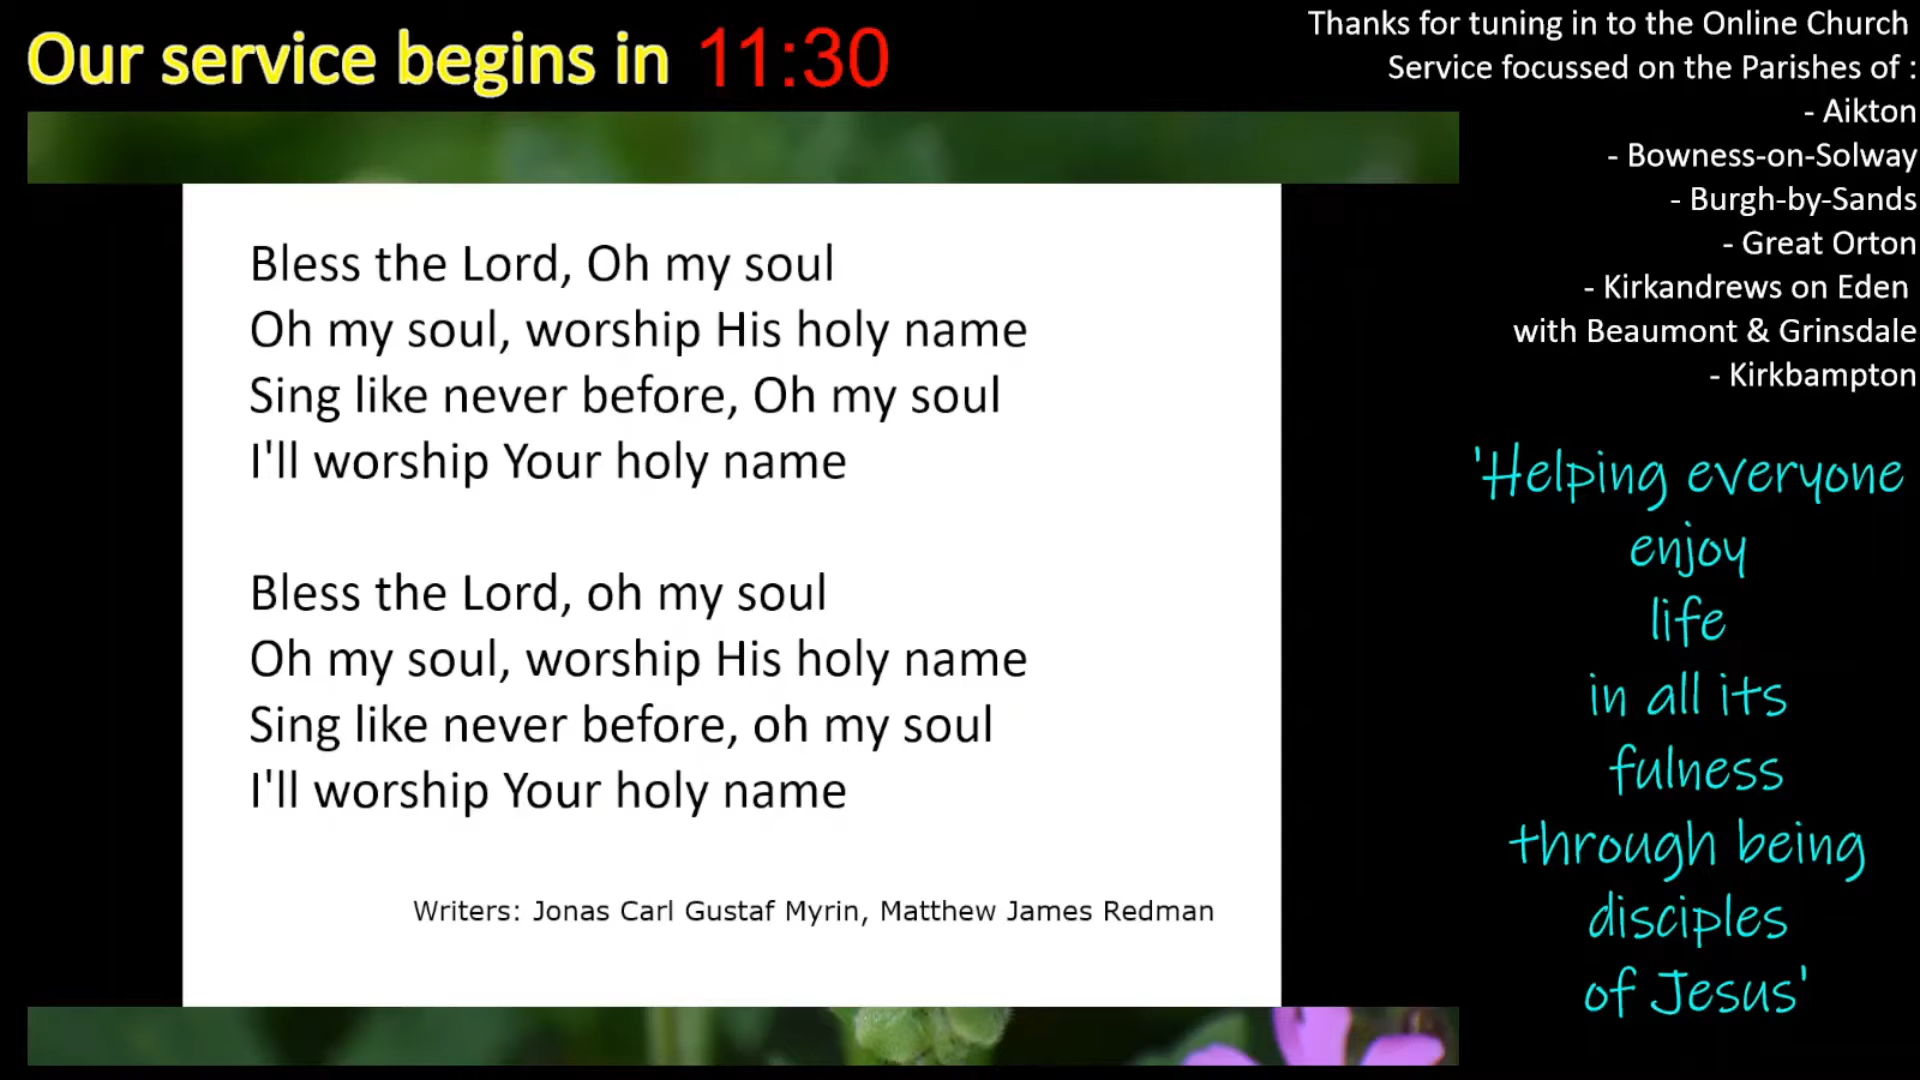 Our service begins in 11:30
Thanks for tuning in to the Online Church
Service focussed on the Parishes of :
- Aikton
- Bowness-on-Solway
- Burgh-by-Sands
- Great Orton
- Kirkandrews on Eden
with Beaumont & Grinsdale
- Kirkbampton
Bless the Lord, Oh my soul
Oh my soul, worship His holy name
Sing like never before, Oh my soul
I'll worship Your holy name
Bless the Lord, oh my soul
Oh my soul, worship His holy name
Sing like never before, oh my soul
I'll worship Your holy name
Writers: Jonas Carl Gustaf Myrin, Matthew James Redman
'Helping everyone
enjoy
life
in all its
fulness
through being
disciples
of Jesus'